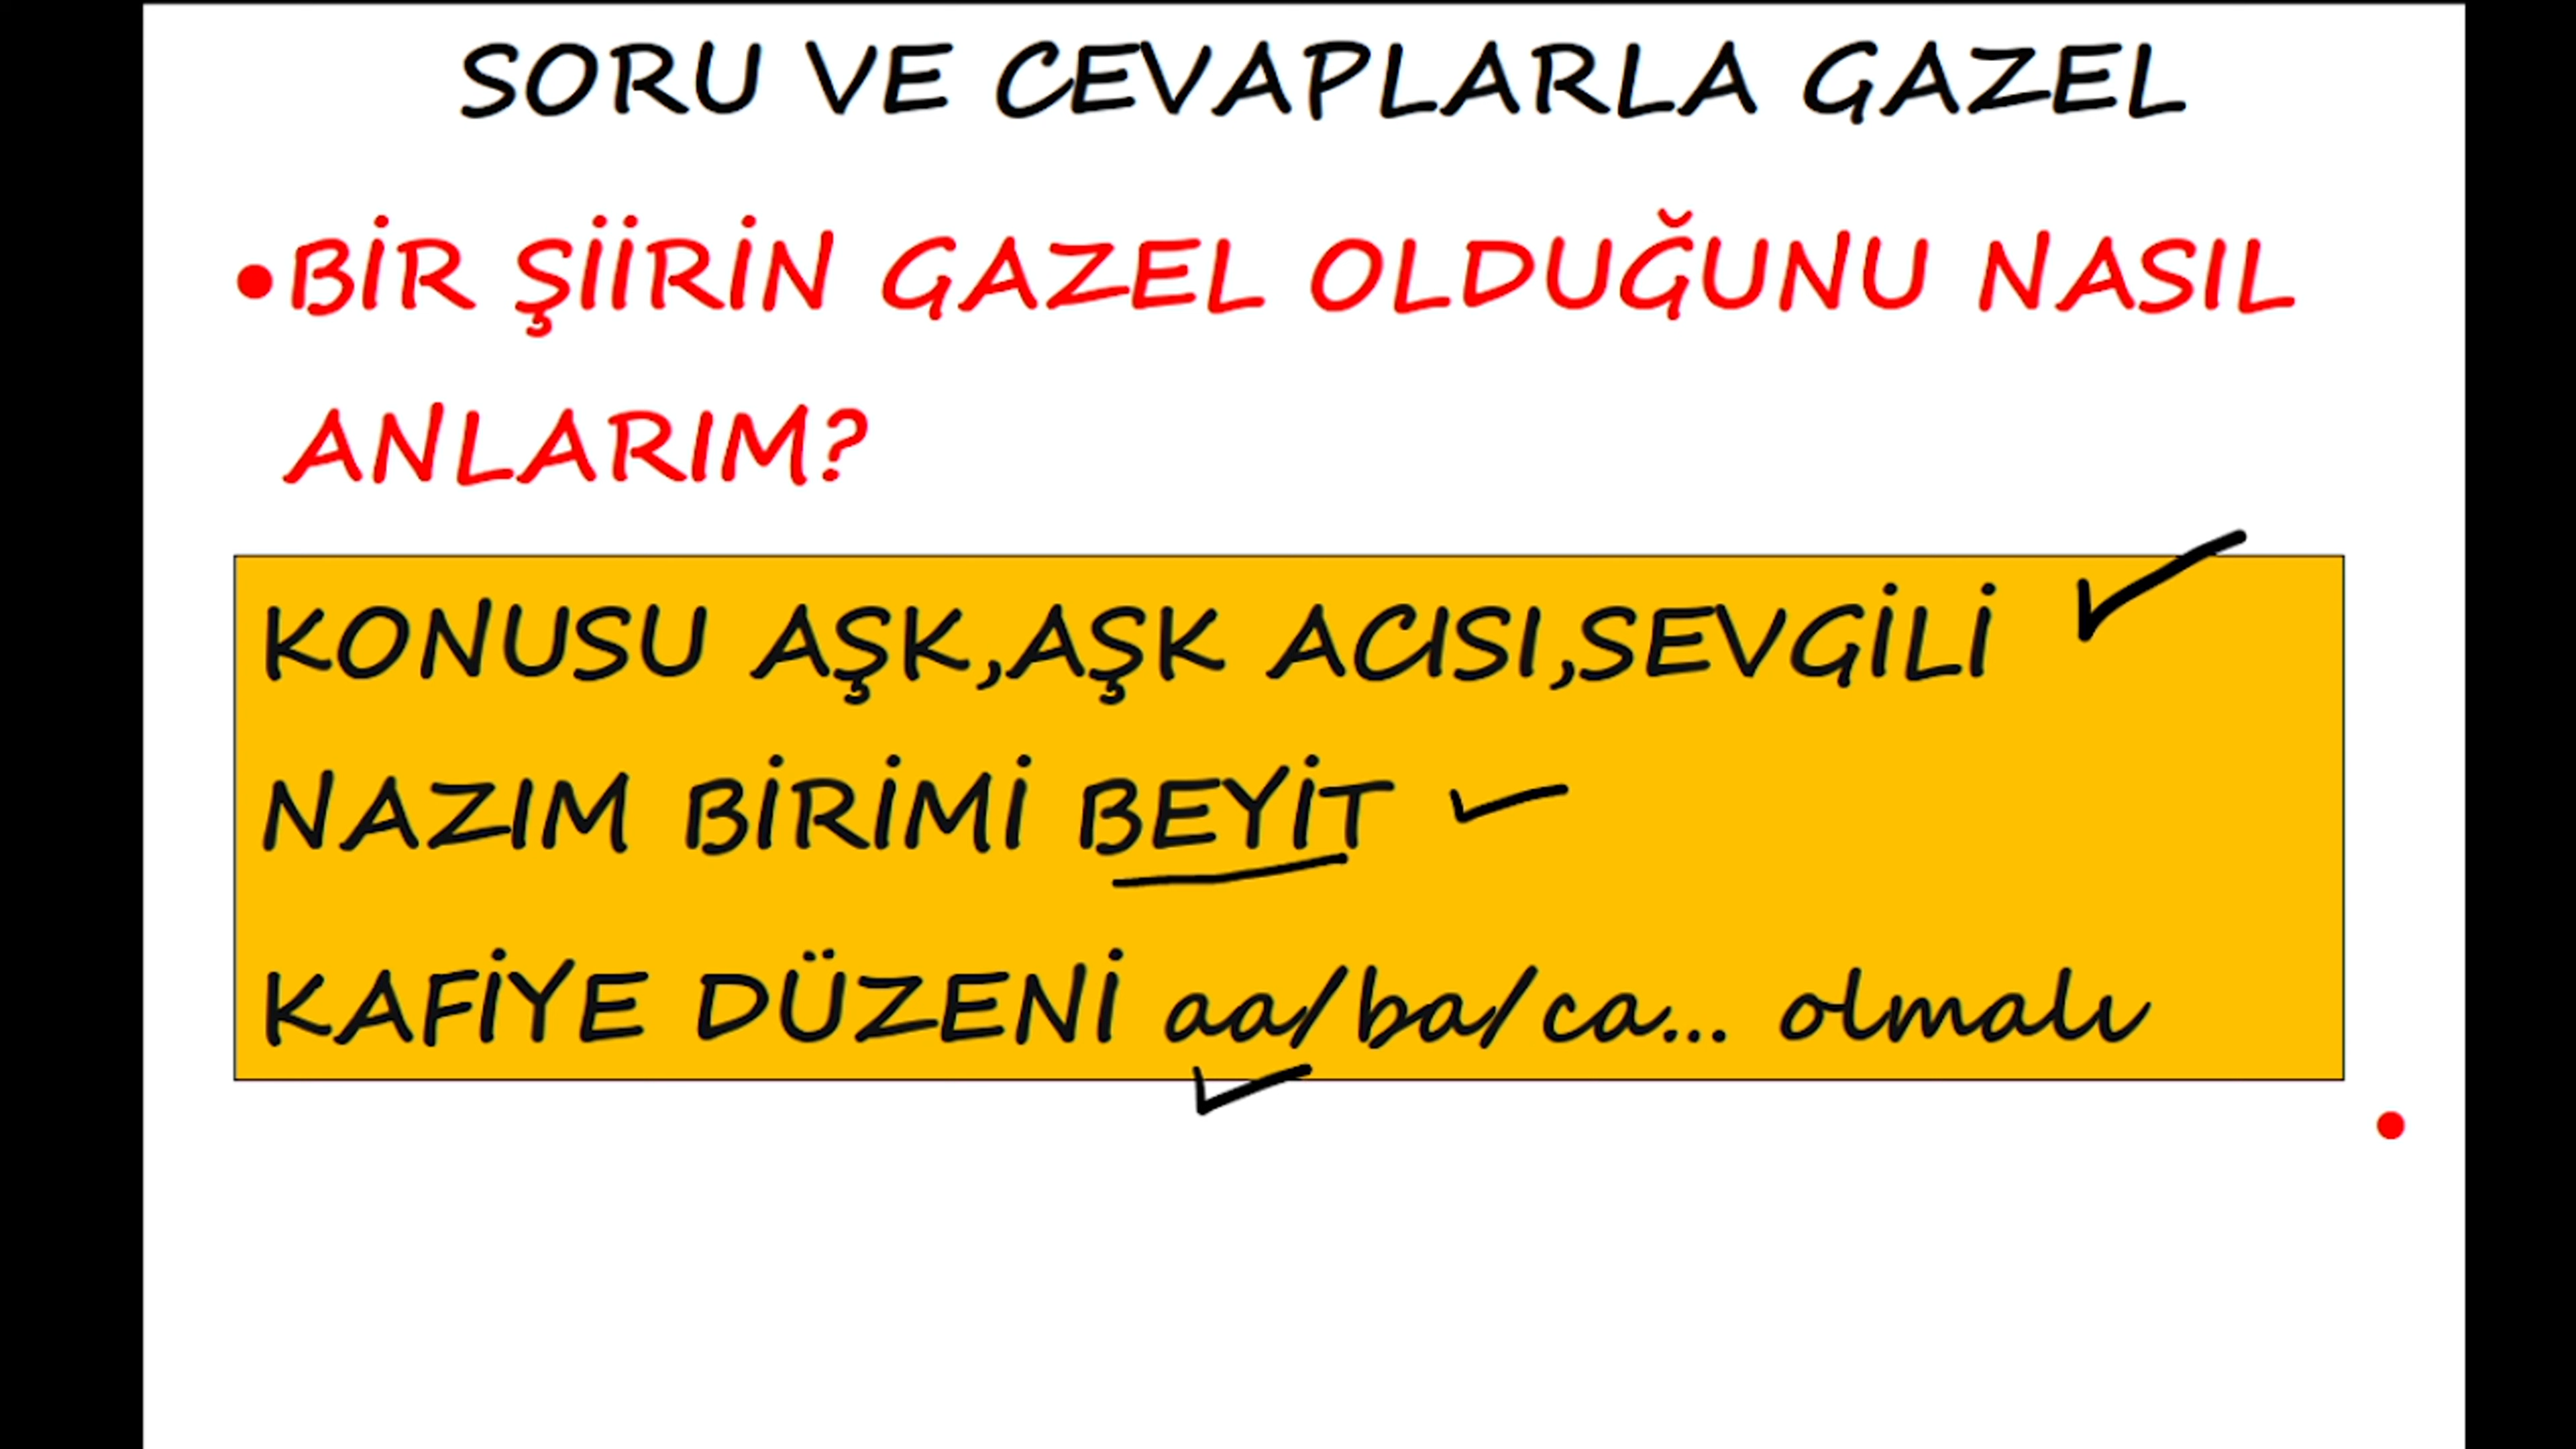 SORU VE CEVAPLARLA GAZEL
•BİR ŞİİRİN GAZEL OLDUĞUNU NASIL
ANLARIM?
KONUSU AŞK,AŞK ACISI,SEVGİLİ
NAZIM BİRİMİ BEYİT
KAFİYE DÜZENİ aa/ba/ca... olmalı